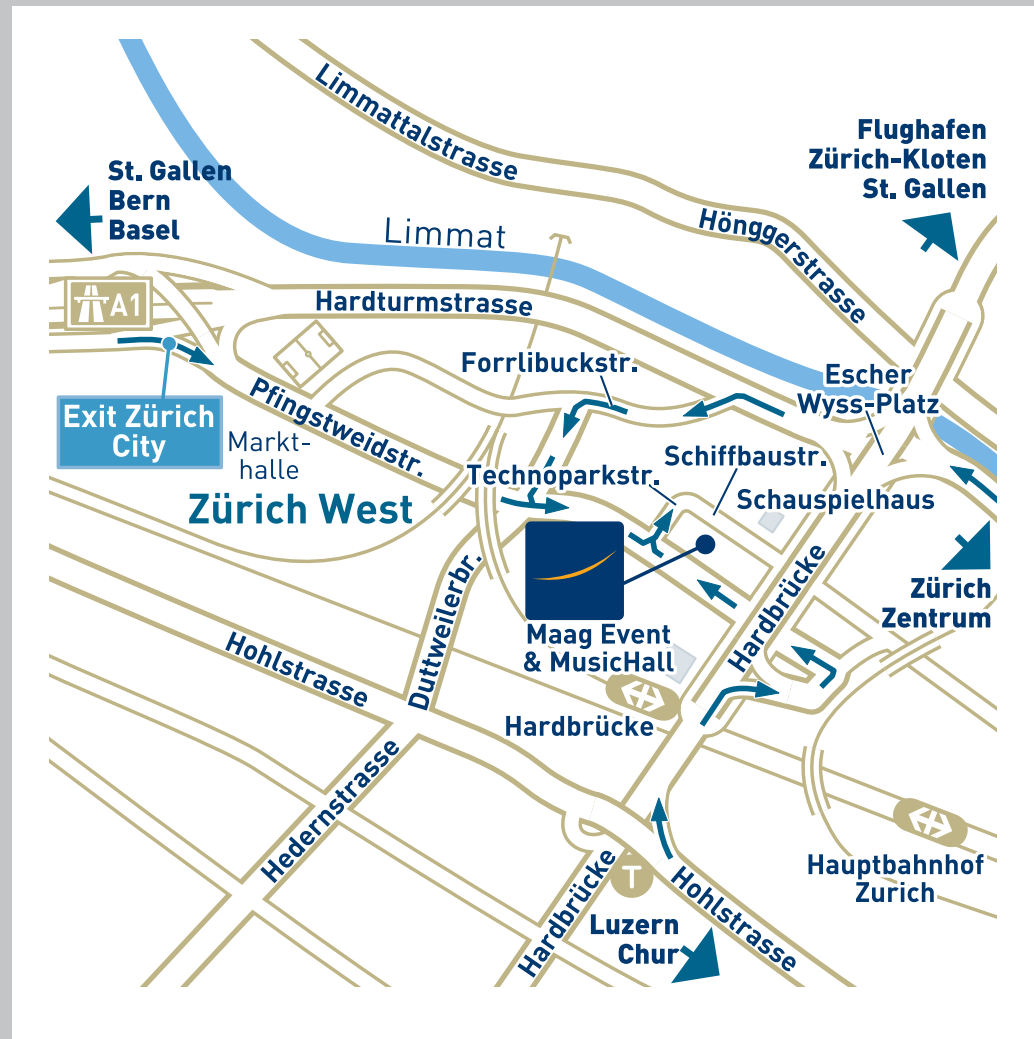 Limmattalstrasse
Flughafen
Zürich-Kloten
St. Gallen
St. Gallen
Bern
Basel
Hönggerstrasse
Limmat
A1
Hardturmstrasse
Forrlibuckstr.
Escher
Wyss-Platz
Exit Zürich
City
Pfingstweidstr.
Markt-
halle
Schiffbaustr.
Technoparkstr.
Schauspielhaus
Zürich West
Zürich
Zentrum
Duttweilerbr.
Hardbrücke
Maag Event
& MusicHall
Hohlstrasse
Hardbrücke
Hedernstrasse
Hauptbahnhof
Zurich
Hardbrücke
T
Hohlstrasse
Luzern
Chur